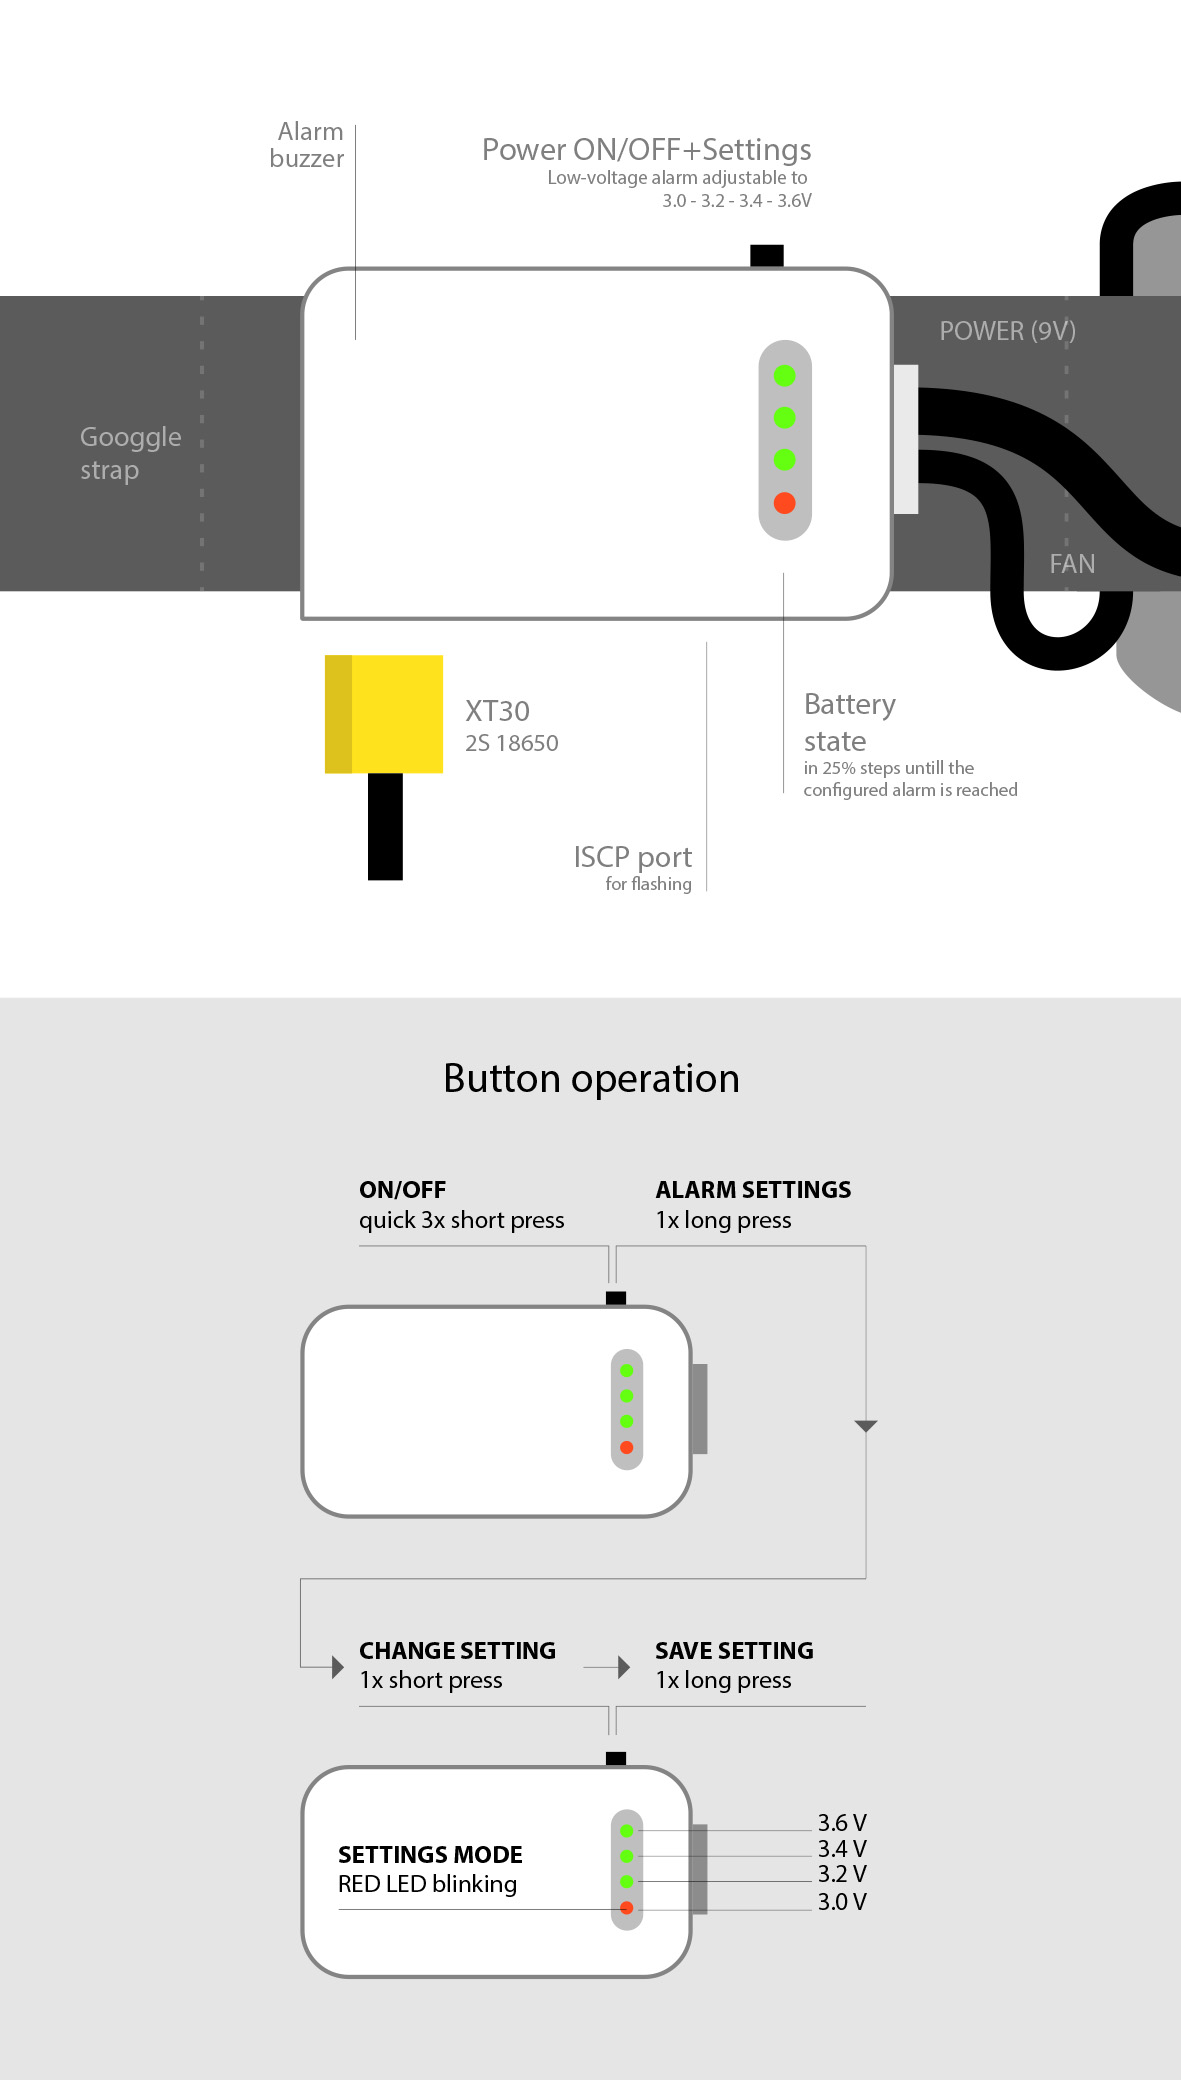 Alarm
buzzer
Power ON/OFF+Settings
Low-voltage alarm adjustable to
3.0 - 3.2 - 3.4 - 3.6V
POWER (9V)
Googgle
strap
FAN
XT30
2S 18650
Battery
state
in 25% steps untill the
configured alarm is reached
ISCP port
for flashing
Button operation
ON/OFF
quick 3x short press
ALARM SETTINGS
1x long press
CHANGE SETTING
1x short press
SAVE SETTING
1x long press
SETTINGS MODE
RED LED blinking
3.6 V
3.4 V
3.2 V
3.0 V